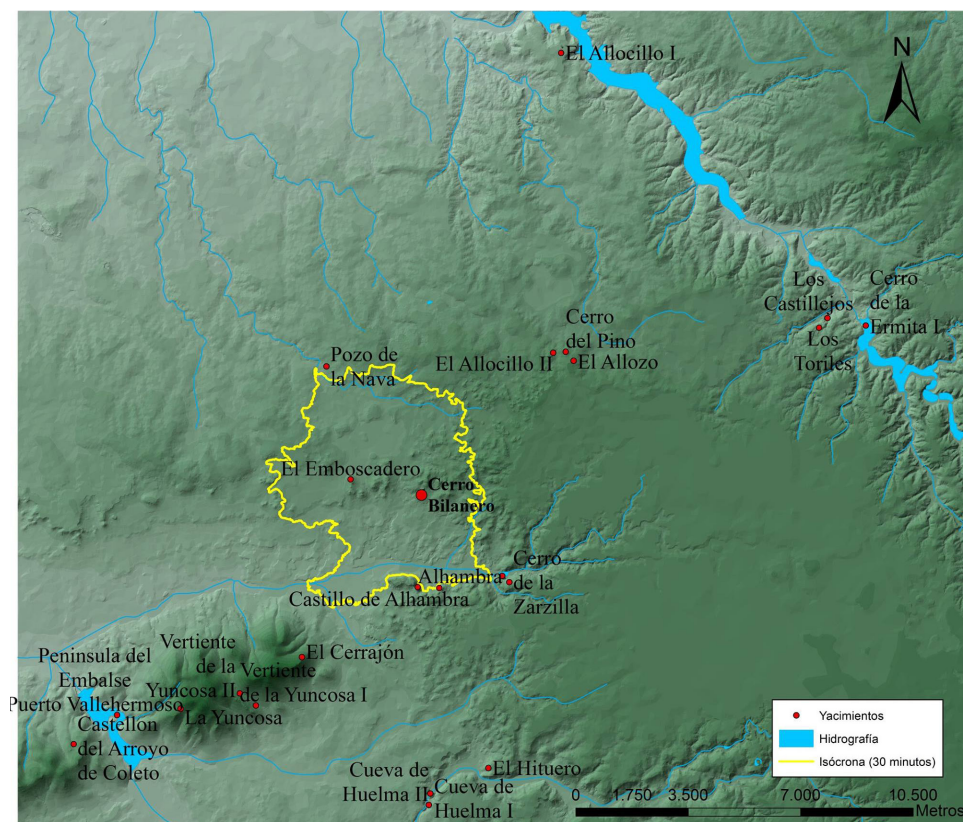 El Allocillo I
N
Los
Castillejos
Cerro
de la
Ermita I
Los
Toriles
Cerro
del Pino
El Allocillo II
El Allozo
Pozo de
la Nava
El Emboscadero
Cerro
Bilanero
Alhambra
Castillo de Alhambra
Cerro
de la
Zarzilla
Vertiente
de la
Yuncosa II
El Cerrajón
Vertiente
de la Yuncosa I
Peninsula del
Embalse
Puerto Vallehermoso
La Yuncosa
Castellon
del Arroyo
de Coleto
El Hituero
Cueva de
Huelma II
Cueva de
Huelma I
Yacimientos
Hidrografía
Isócrona (30 minutos)
0 1.750 3.500 7.000 10.500
Metros